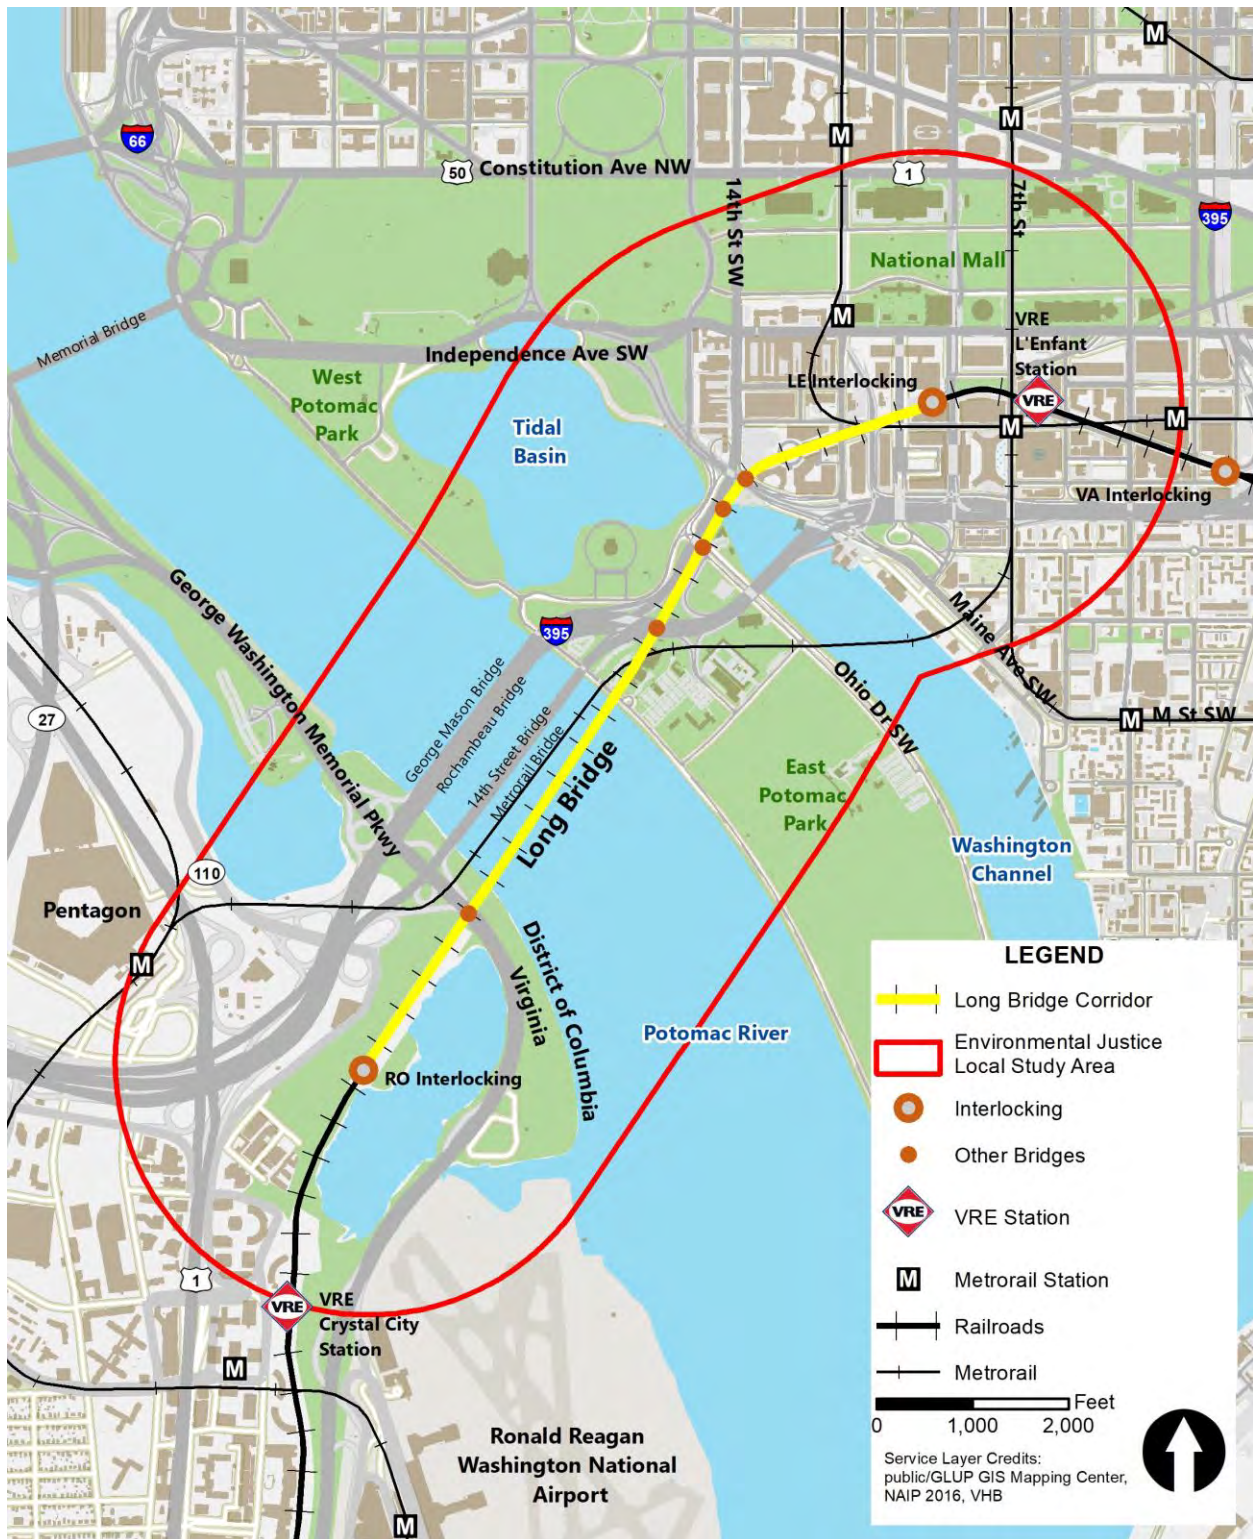 M
66
M
M
50
Constitution Ave NW
1
14th St SW
7th St
395
National Mall
Memorial Bridge
M
VRE
L'Enfant
Station
Independence Ave SW
West
Potomac
Park
LE Interlocking
VRE
M
M
Tidal
Basin
VA Interlocking
George Washington Memorial Pkwy
395
Maine Ave SW
George Mason Bridge
Rochambeau Bridge
14th Street Bridge
Metrorail Bridge
Long Bridge
Ohio Dr SW
27
M
M St SW
East
Potomac
Park
Washington
Channel
110
Pentagon
M
District of Columbia
Virginia
Potomac River
RO Interlocking
1
VRE
VRE
Crystal City
Station
M
Ronald Reagan
Washington National
Airport
M
LEGEND
Long Bridge Corridor
Environmental Justice
Local Study Area
Interlocking
Other Bridges
VRE
VRE Station
M
Metrorail Station
Railroads
Metrorail
Feet
0 1,000 2,000
Service Layer Credits:
public/GLUP GIS Mapping Center,
NAIP 2016, VHB